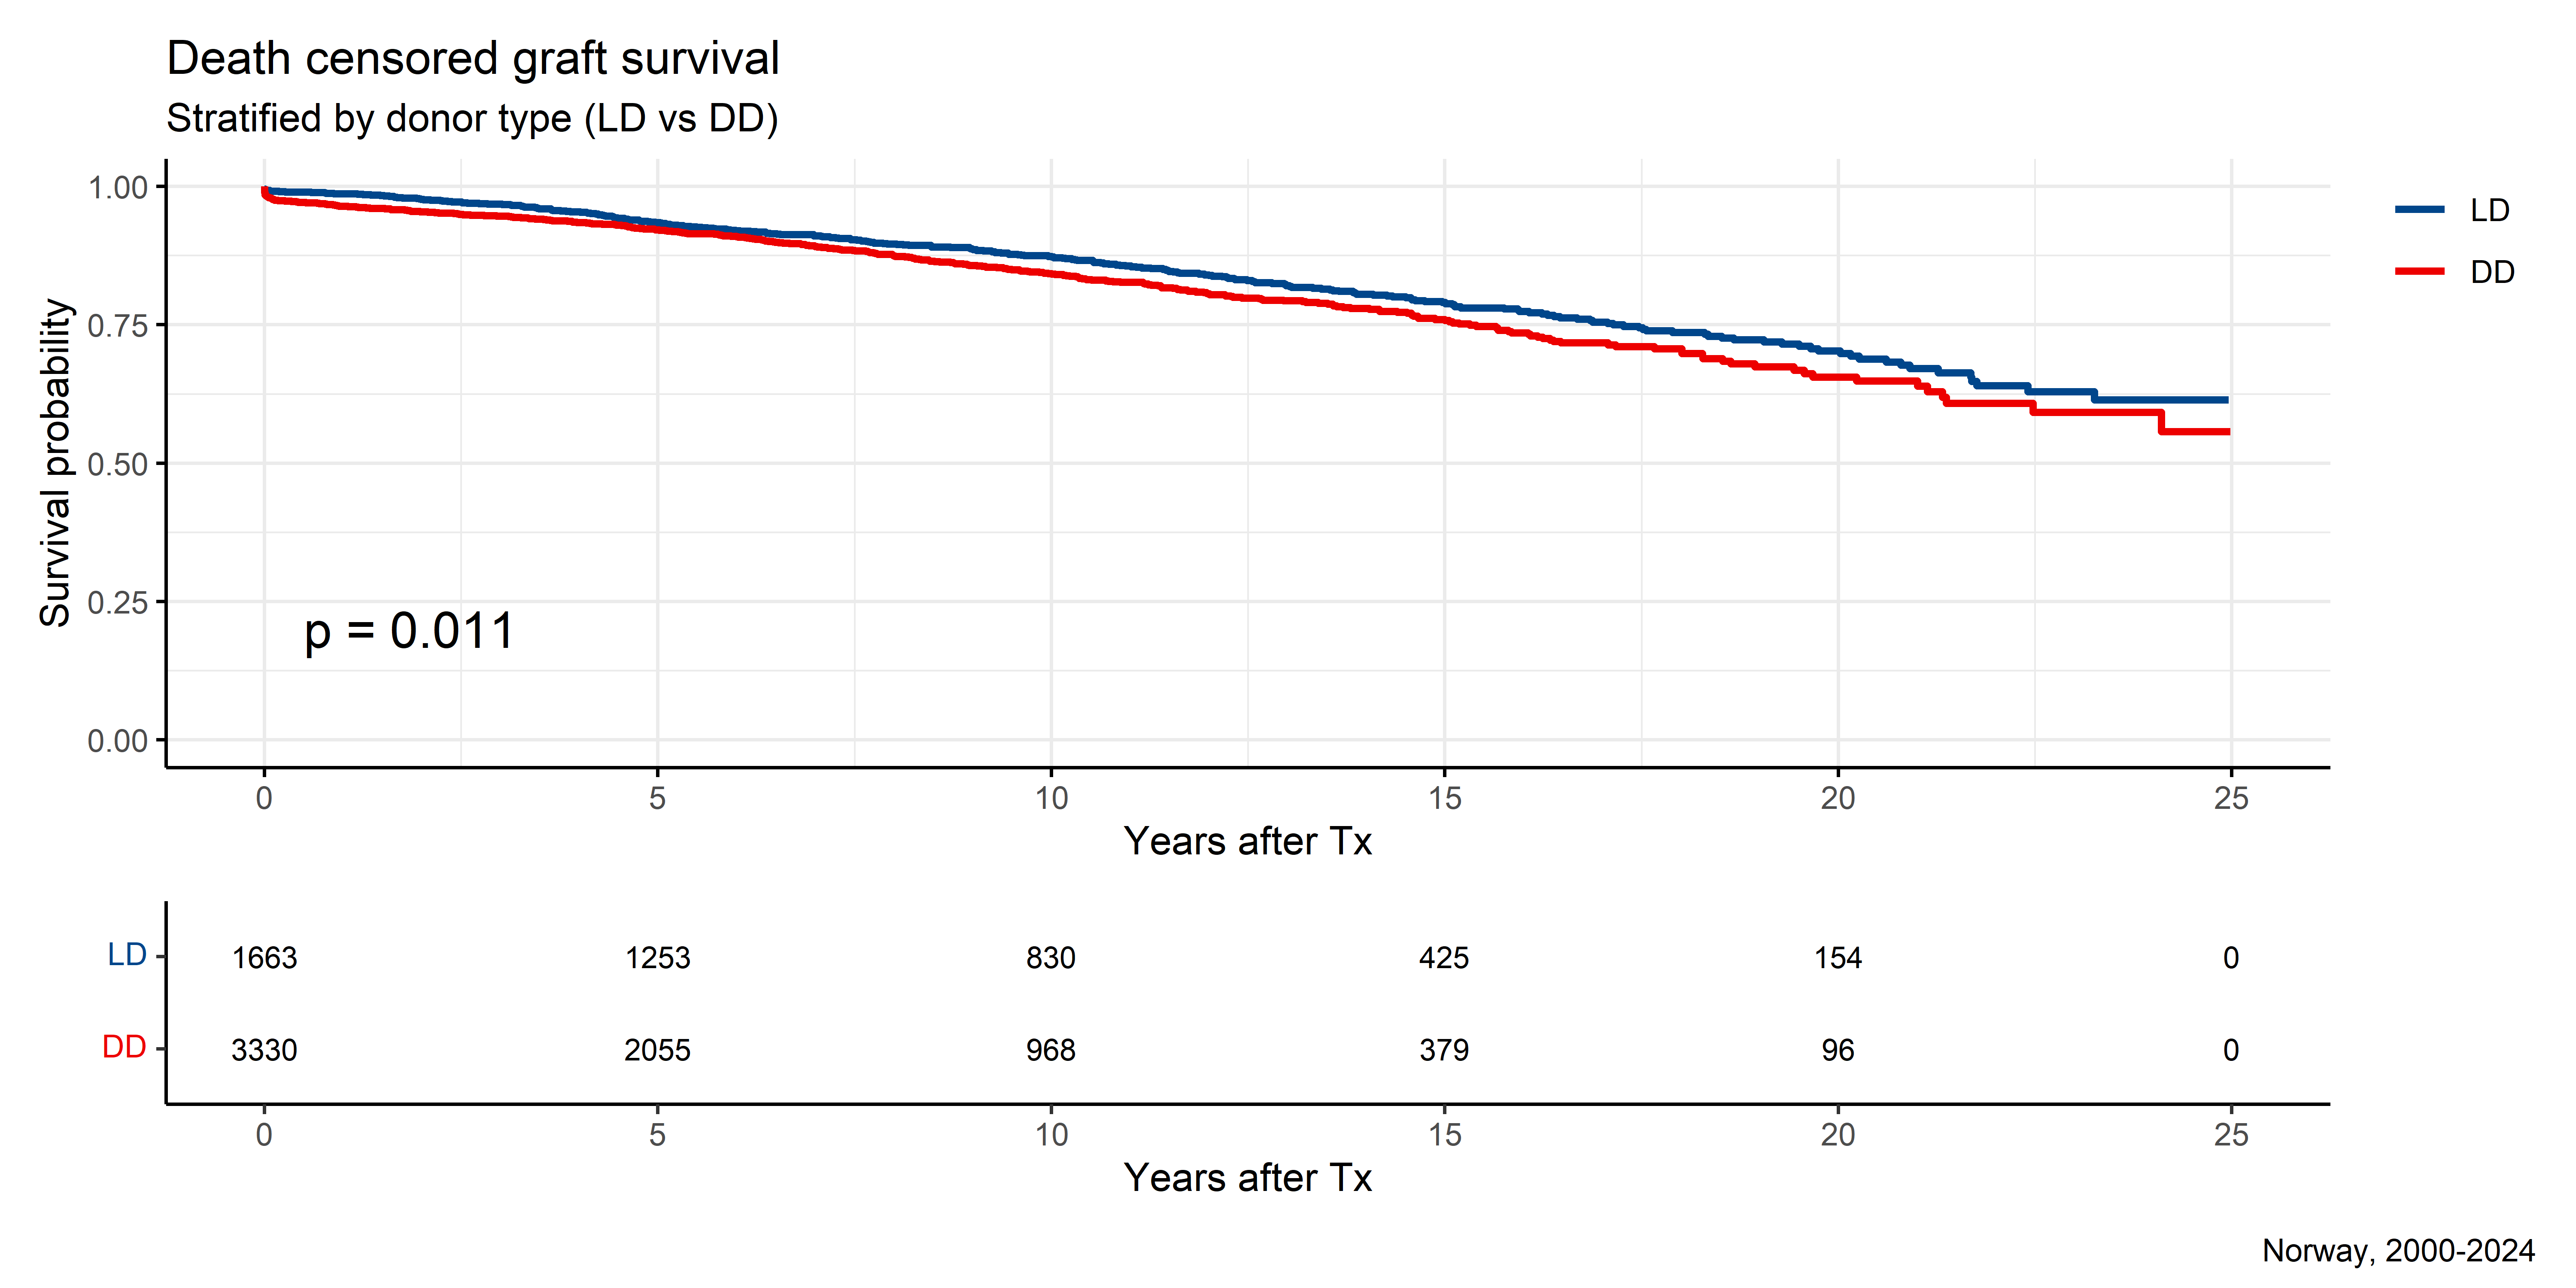 Death censored graft survival
Stratified by donor type (LD vs DD)
1.00
0.75
0.50
0.25
0.00
Survival probability
p = 0.011
LD
DD
0 5 10 15 20 25
Years after Tx
LD 1663 1253 830 425 154 0
DD 3330 2055 968 379 96 0
0 5 10 15 20 25
Years after Tx
Norway, 2000-2024